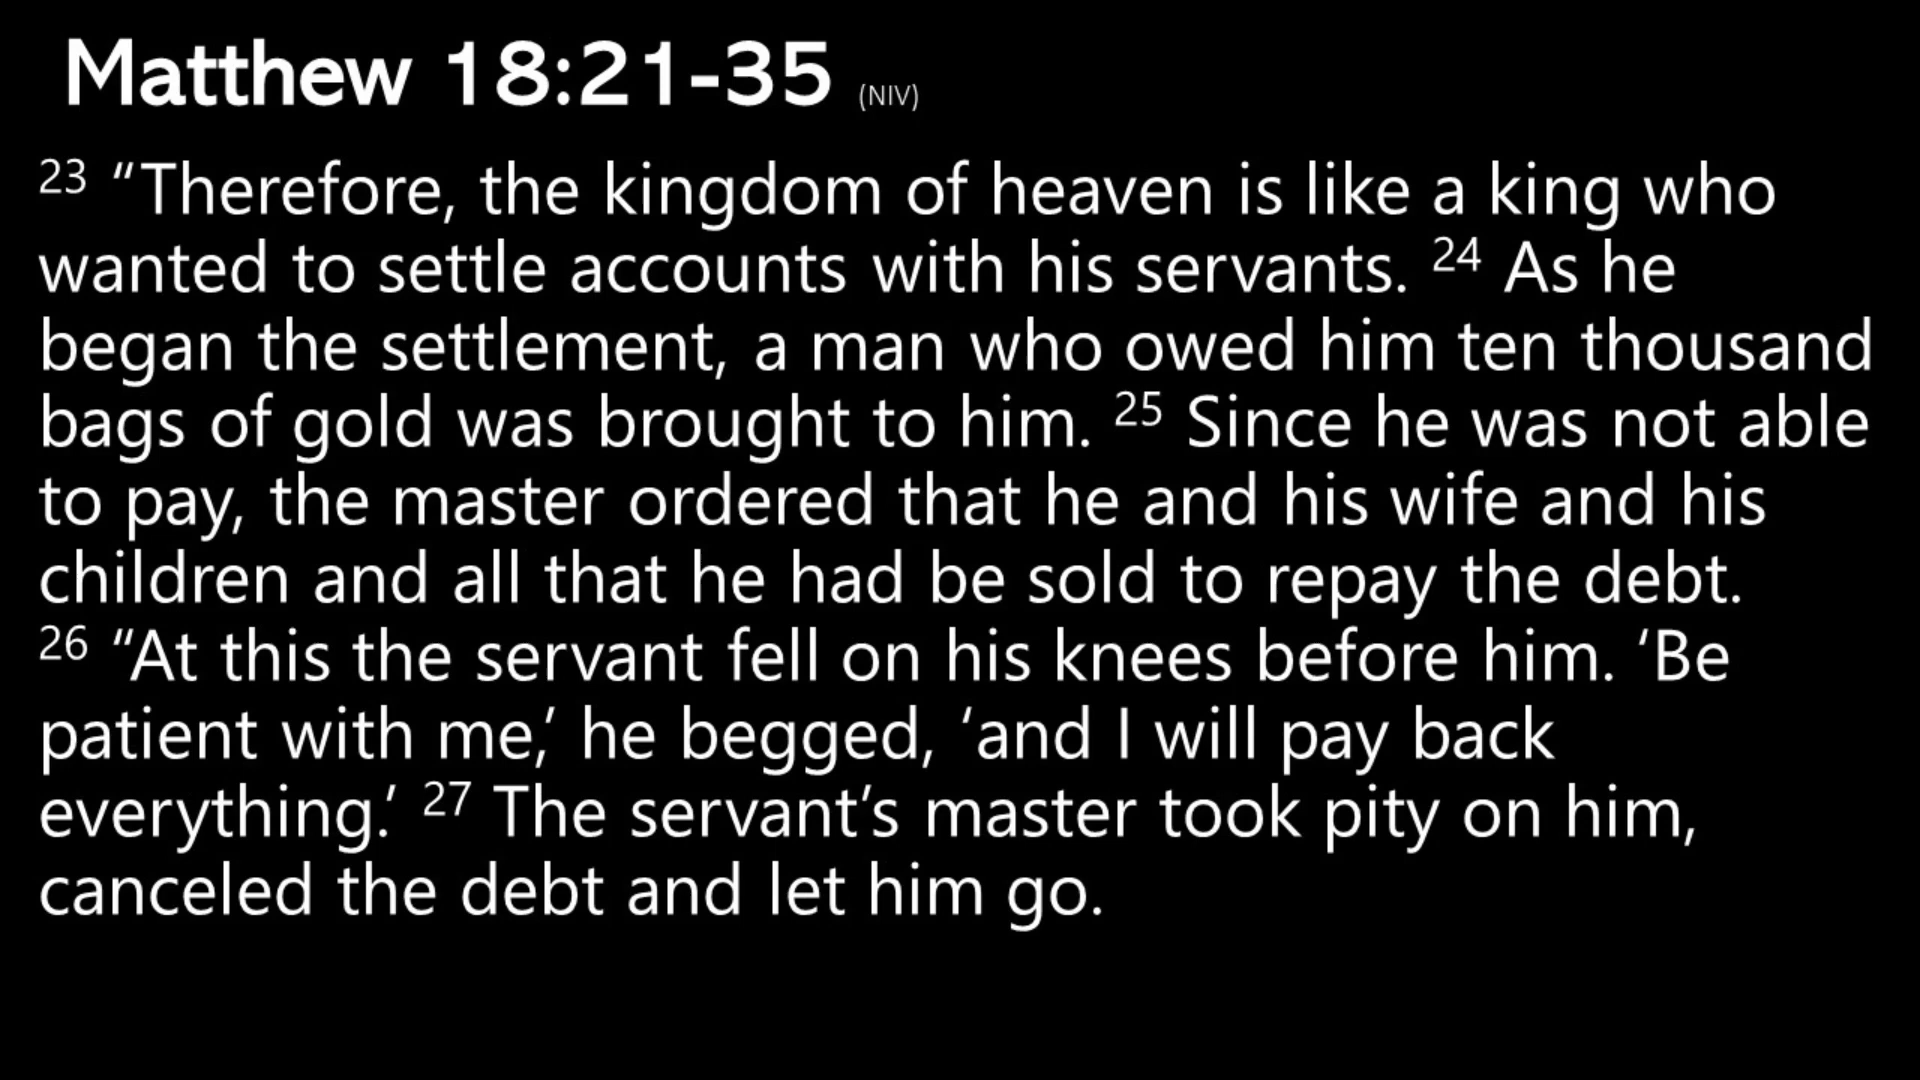 Matthew 18:21-35 (NIV)
23 “Therefore, the kingdom of heaven is like a king who
wanted to settle accounts with his servants. 24 As he
began the settlement, a man who owed him ten thousand
bags of gold was brought to him. 25 Since he was not able
to pay, the master ordered that he and his wife and his
children and all that he had be sold to repay the debt.
26 “At this the servant fell on his knees before him. ‘Be
patient with me,’ he begged, ‘and I will pay back
everything.’ 27 The servant’s master took pity on him,
canceled the debt and let him go.